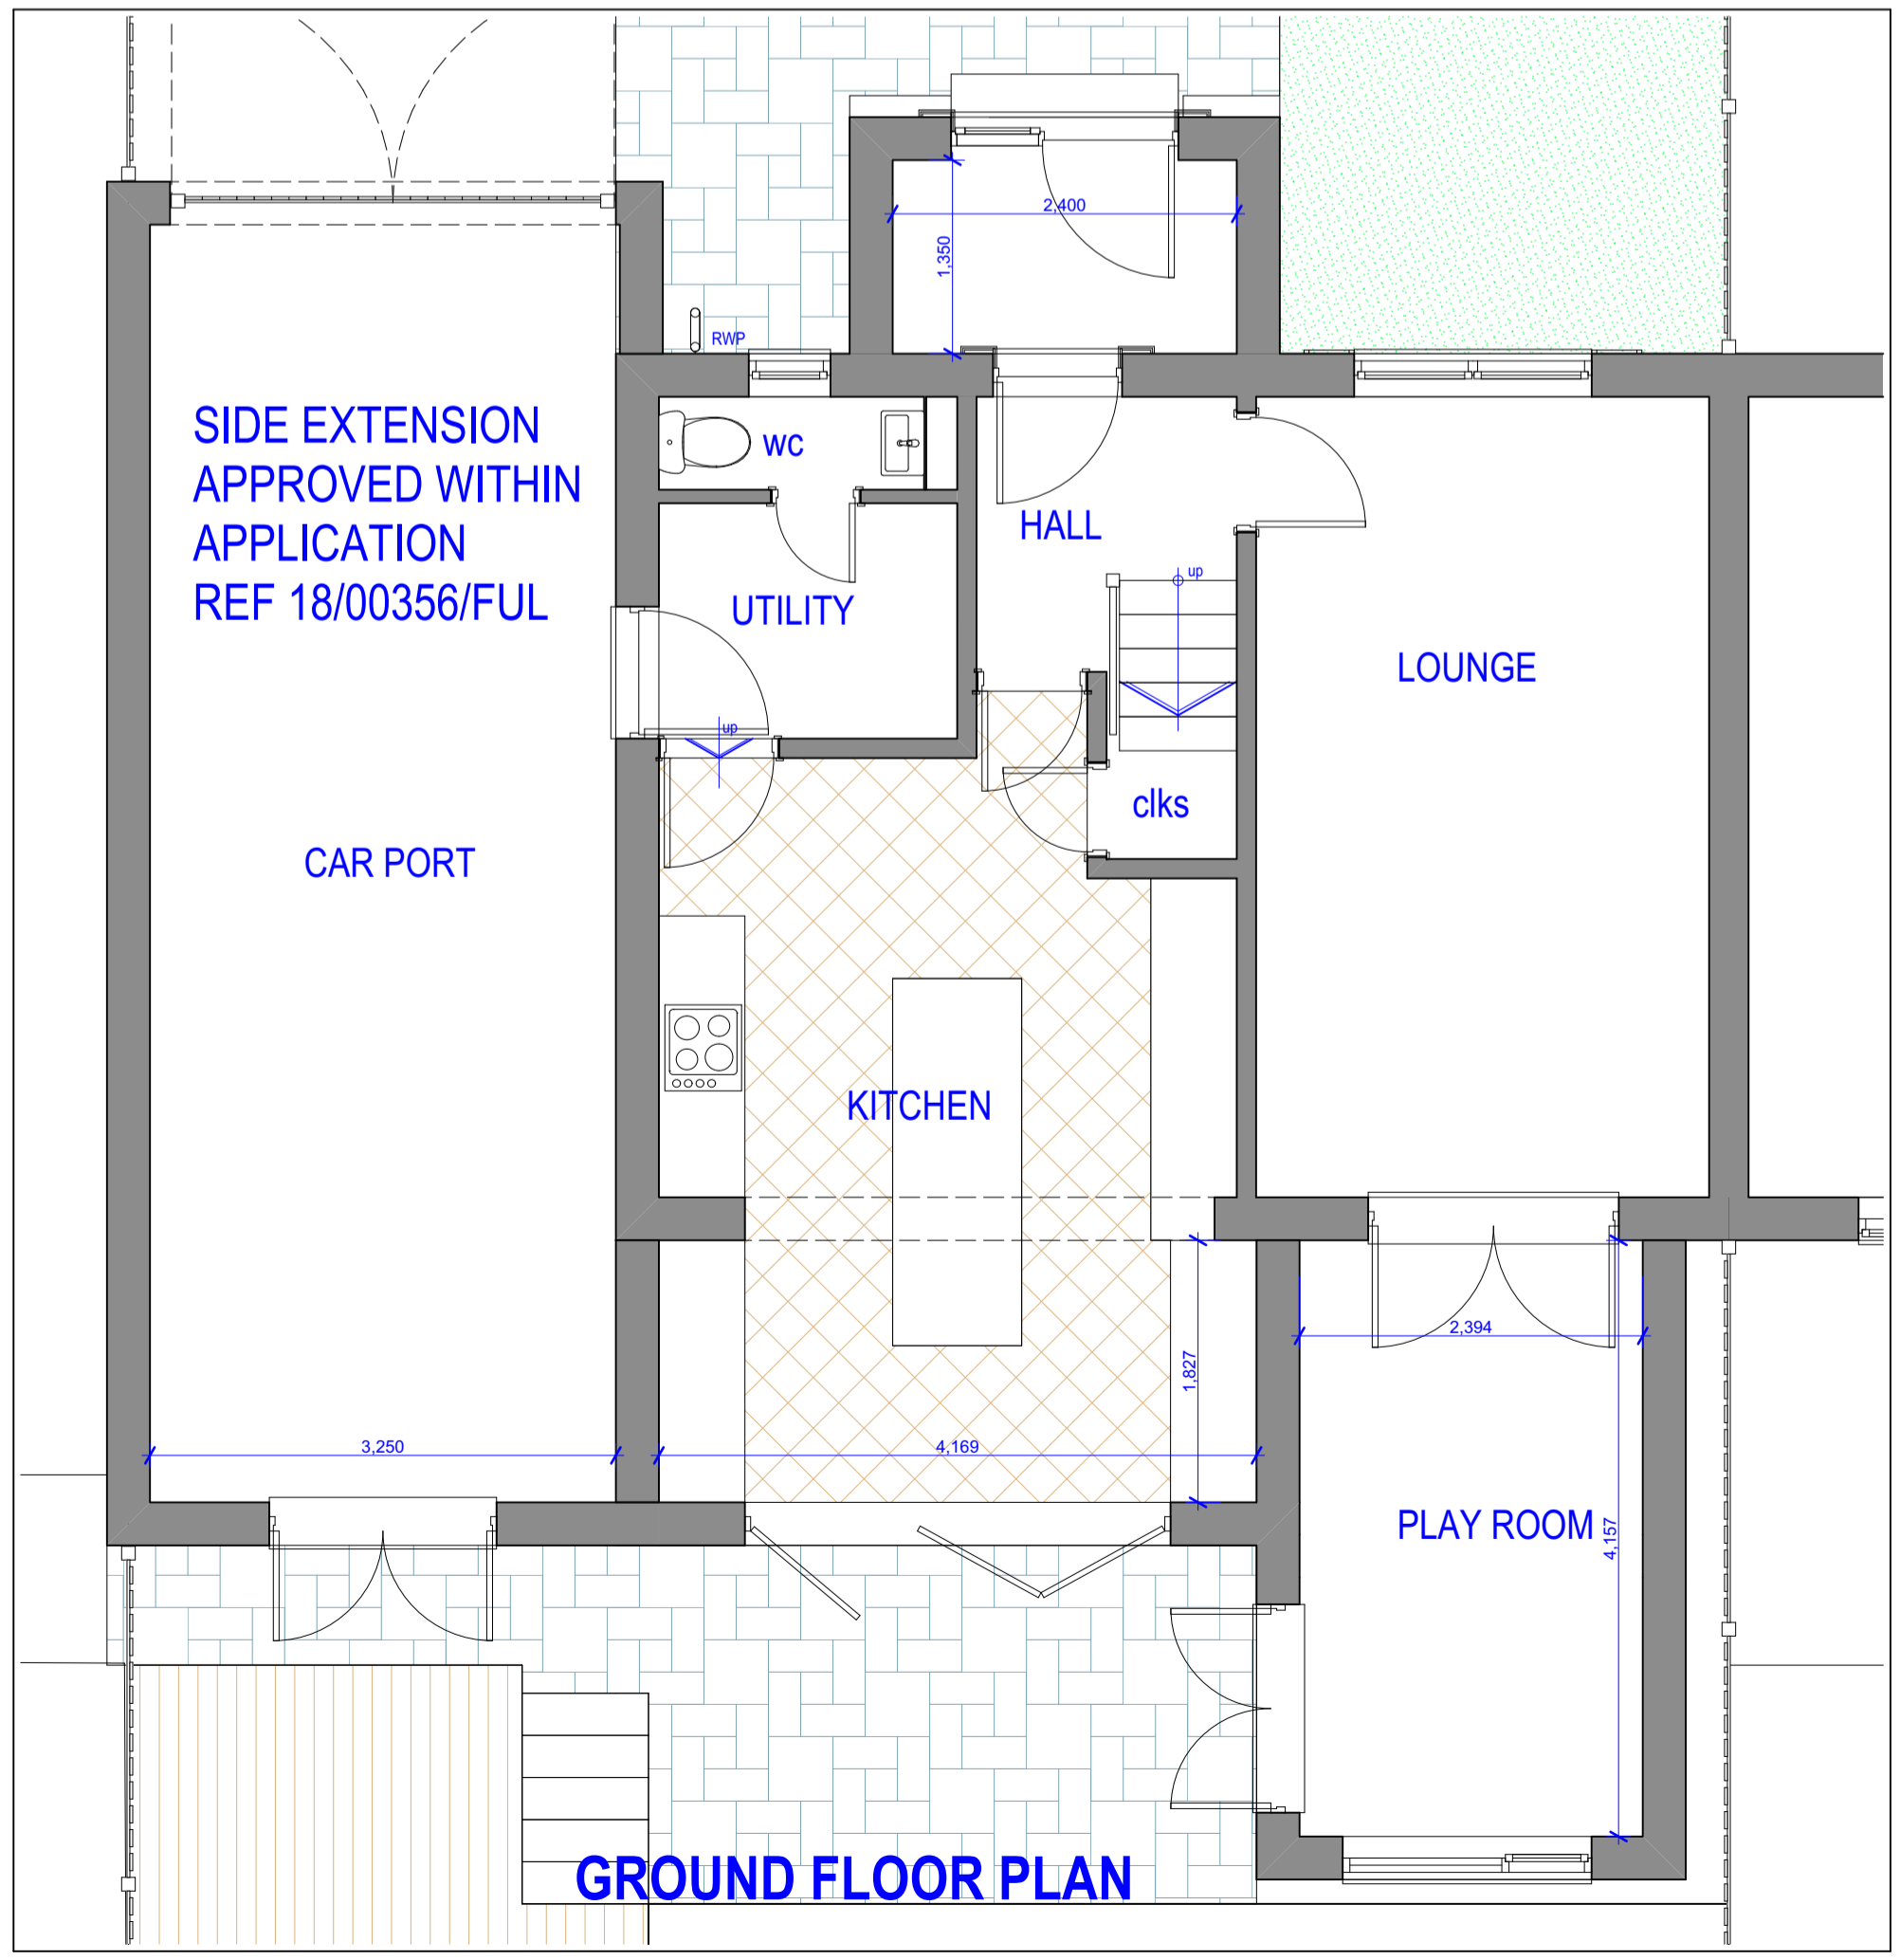 2,400
1,350
RWP
SIDE EXTENSION
APPROVED WITHIN
APPLICATION
REF 18/00356/FUL
wc
HALL
up
UTILITY
LOUNGE
up
clks
CAR PORT
KITCHEN
2,394
1,827
3,250
4,169
PLAY ROOM
4,157
GROUND FLOOR PLAN